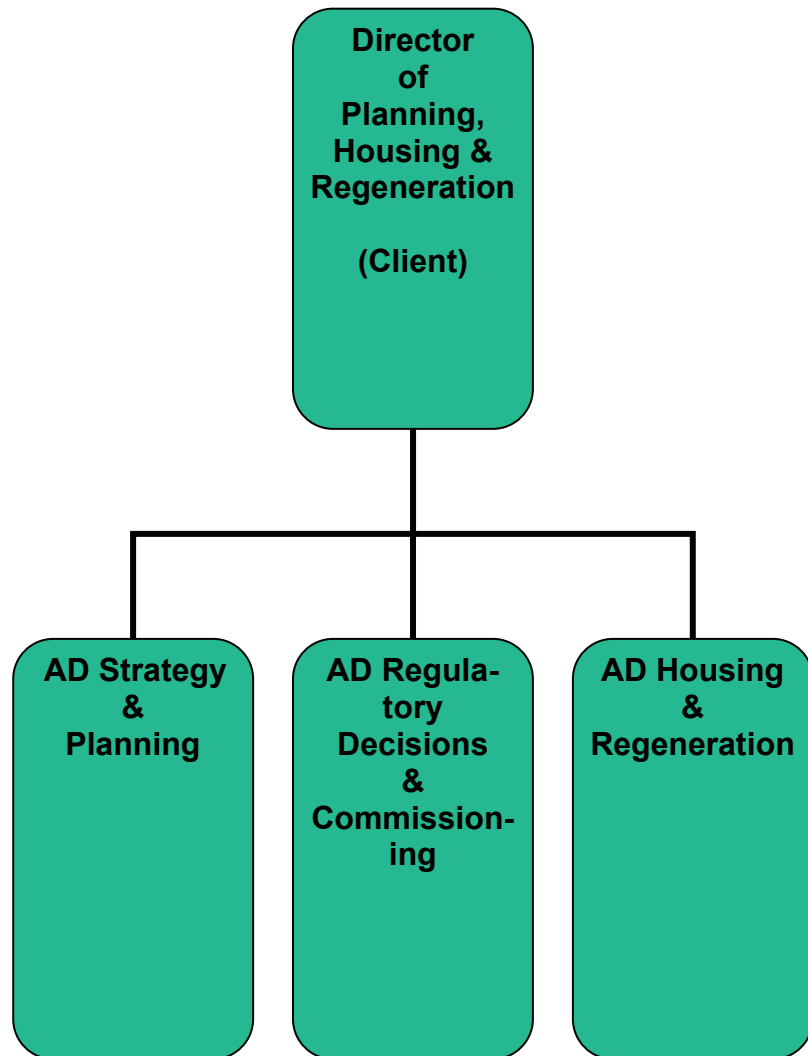 Director
of
Planning,
Housing &
Regeneration
(Client)
AD Strategy
&
Planning
AD Regula-
tory
Decisions
&
Commission-
ing
AD Housing
&
Regeneration